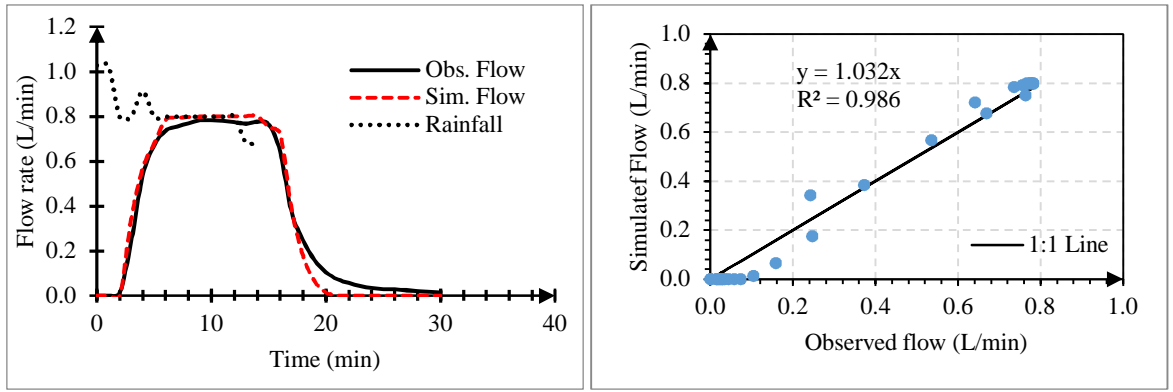 Flow rate (L/min)
1.2
1.0
0.8
0.6
0.4
0.2
0.0
0
10
20
30
40
Time (min)
Obs. Flow
Sim. Flow
Rainfall
Simulatef Flow (L/min)
1.0
0.8
0.6
0.4
0.2
0.0
y = 1.032x
R² = 0.986
1:1 Line
0.0
0.2
0.4
0.6
0.8
1.0
Observed flow (L/min)